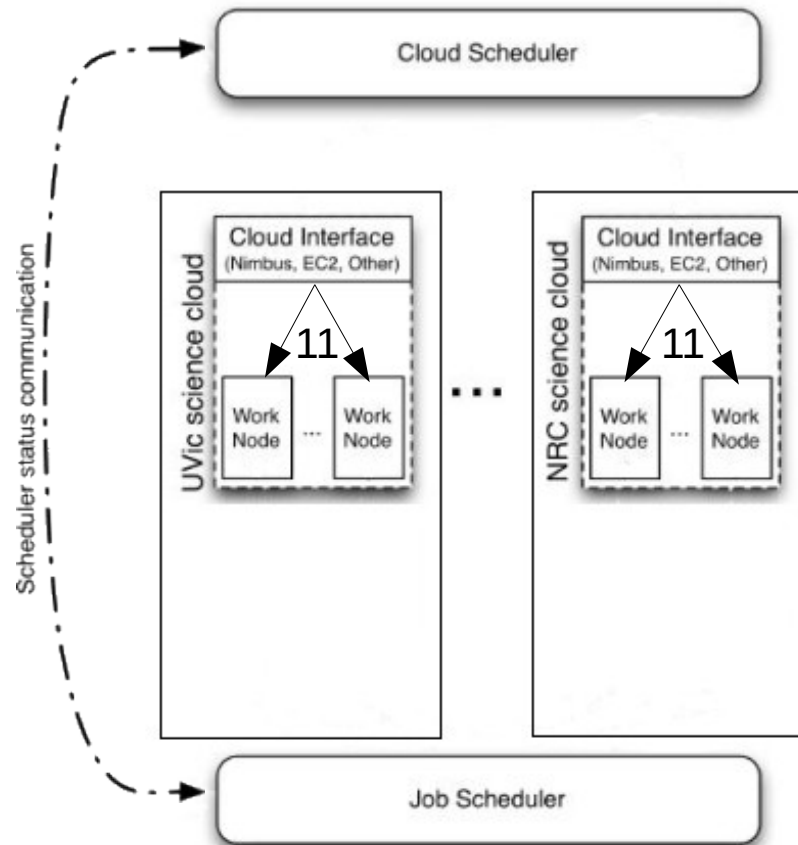 Cloud Scheduler
Scheduler status communication
UVic science cloud
Cloud Interface
(Nimbus, EC2, Other)
11
Work
Node
...
Work
Node
...
NRC science cloud
Cloud Interface
(Nimbus, EC2, Other)
11
Work
Node
...
Work
Node
Job Scheduler